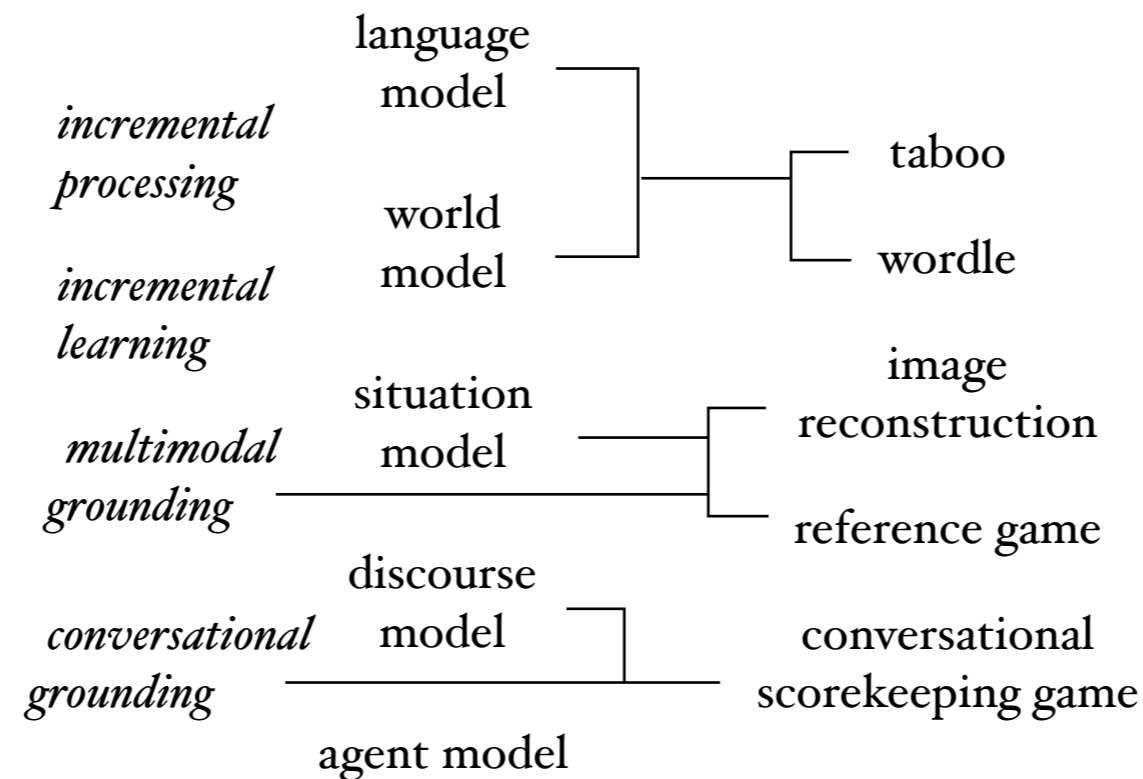 incremental
processing
incremental
learning
multimodal
grounding
conversational
grounding
language
model
world
model
situation
model
discourse
model
agent model
taboo
wordle
image
reconstruction
reference game
conversational
scorekeeping game